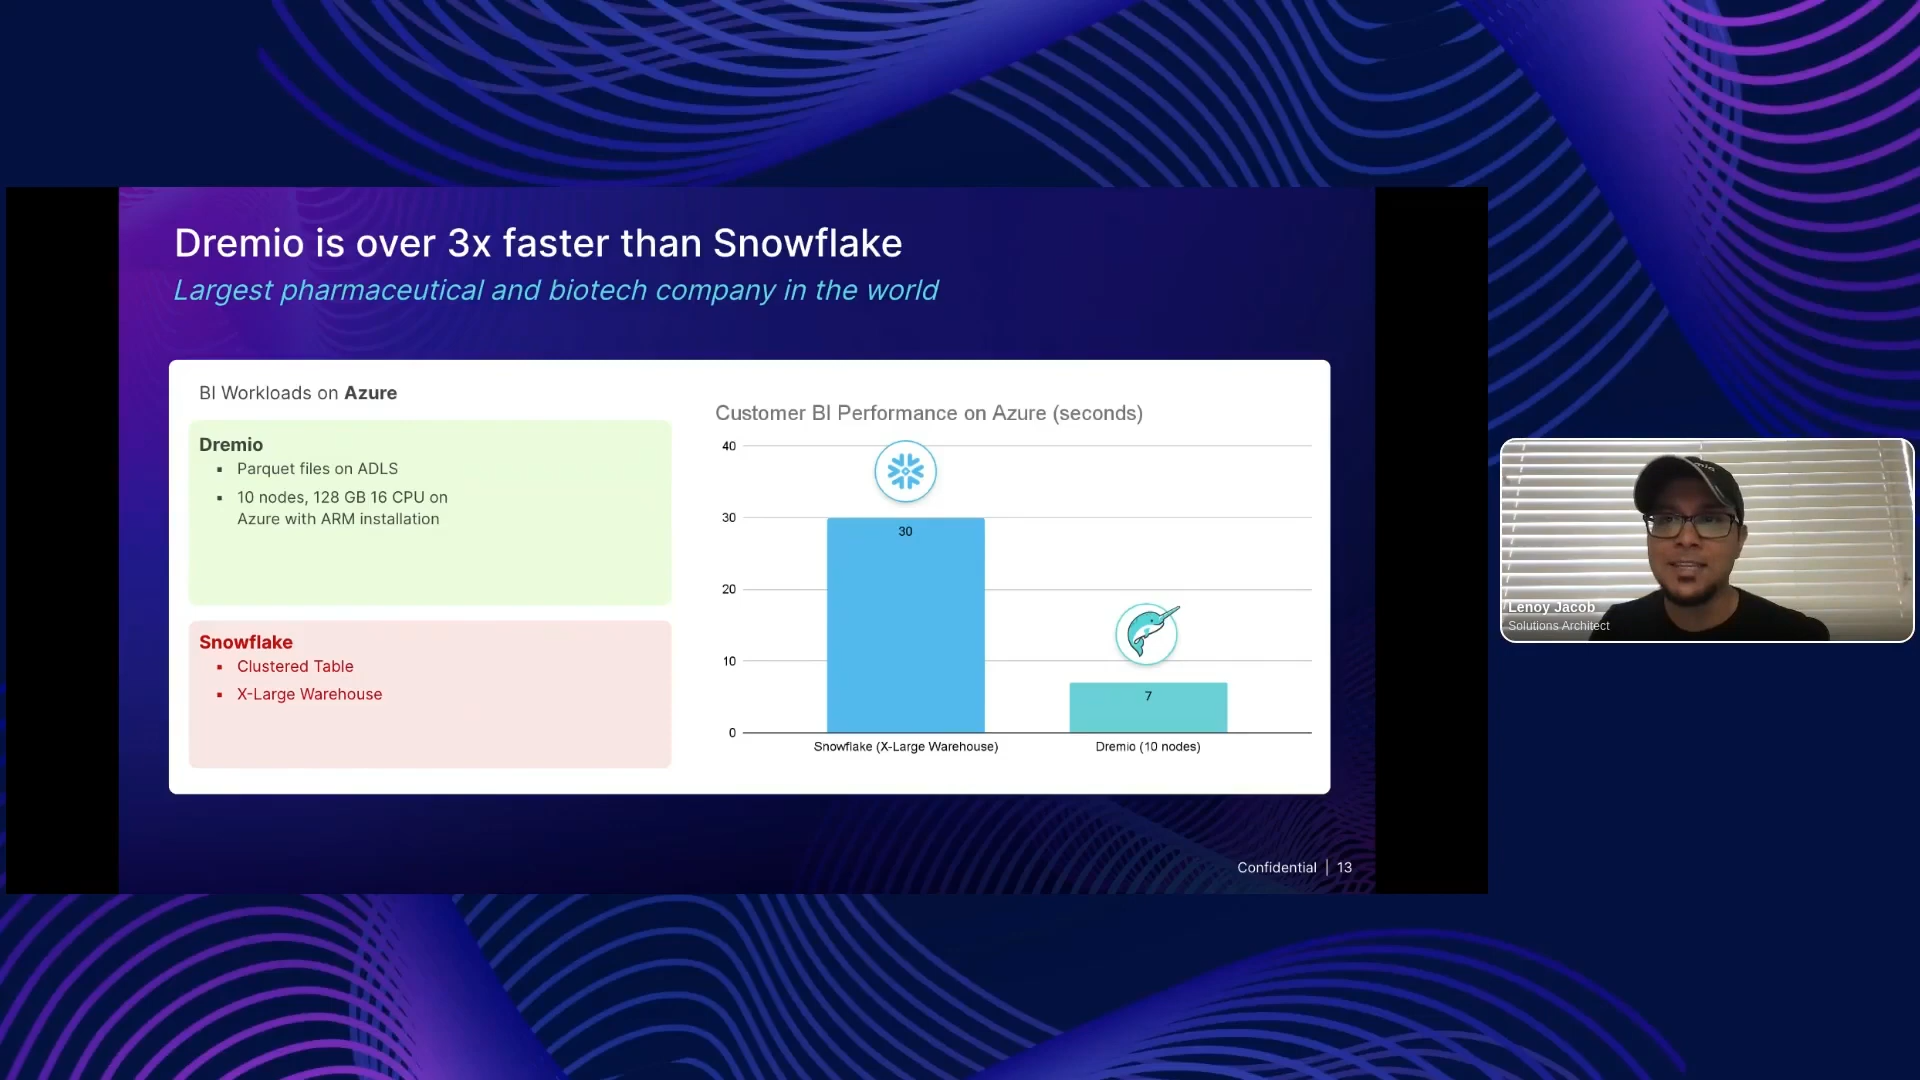 Dremio is over 3x faster than Snowflake
Largest pharmaceutical and biotech company in the world
BI Workloads on Azure
Dremio
▪ Parquet files on ADLS
▪ 10 nodes, 128 GB 16 CPU on
Azure with ARM installation
Snowflake
▪ Clustered Table
▪ X-Large Warehouse
Customer BI Performance on Azure (seconds)
40
30
20
10
0
30
7
Snowflake (X-Large Warehouse)
Dremio (10 nodes)
Confidential | 13
Lenoy Jacob
Solutions Architect